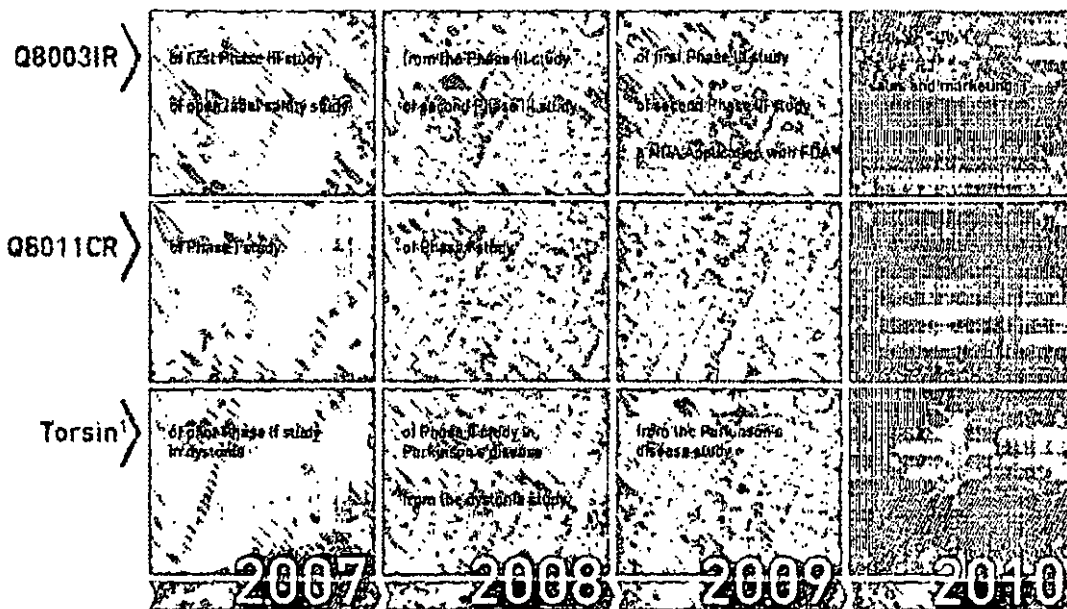 Q8003IR
of first Phase III study
of open label safety study
from the Phase III study
of second Phase III study
of first Phase III study
of second Phase III study
a NDA Application with FDA
sales and marketing
Q8011CR
of Phase I study
of Phase I study
Torsin¹
of pilot Phase II study
in dystonia
of Phase II study in
Parkinson's disease
from the dystonia study
from the Parkinson's
disease study
2007
2008
2009
2010